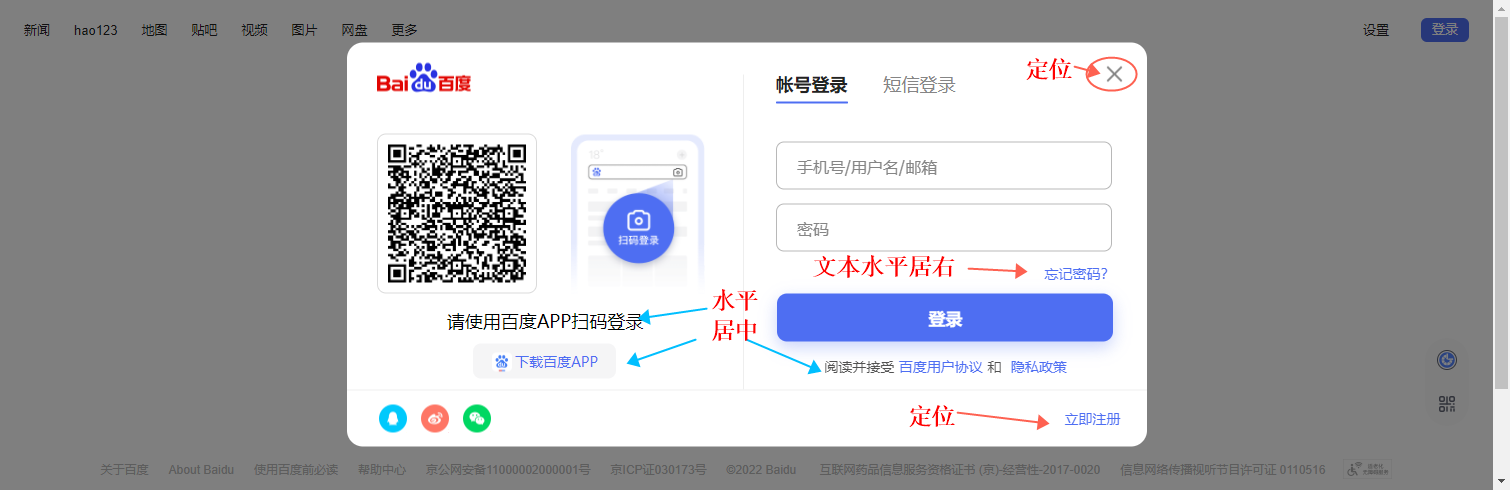 新闻 hao123 地图 贴吧 视频 图片 网盘 更多 设置 登录
Bai du 百度
帐号登录 短信登录 定位
18°
手机号/用户名/邮箱
扫码登录
密码
文本水平居右 忘记密码?
水平
居中
请使用百度APP扫码登录
登录
下载百度APP
阅读并接受 百度用户协议 和 隐私政策
定位 立即注册
关于百度 About Baidu 使用百度前必读 帮助中心 京公网安备11000002000001号 京ICP证030173号 ©2022 Baidu 互联网药品信息服务资格证书 (京)-经营性-2017-0020 信息网络传播视听节目许可证 0110516